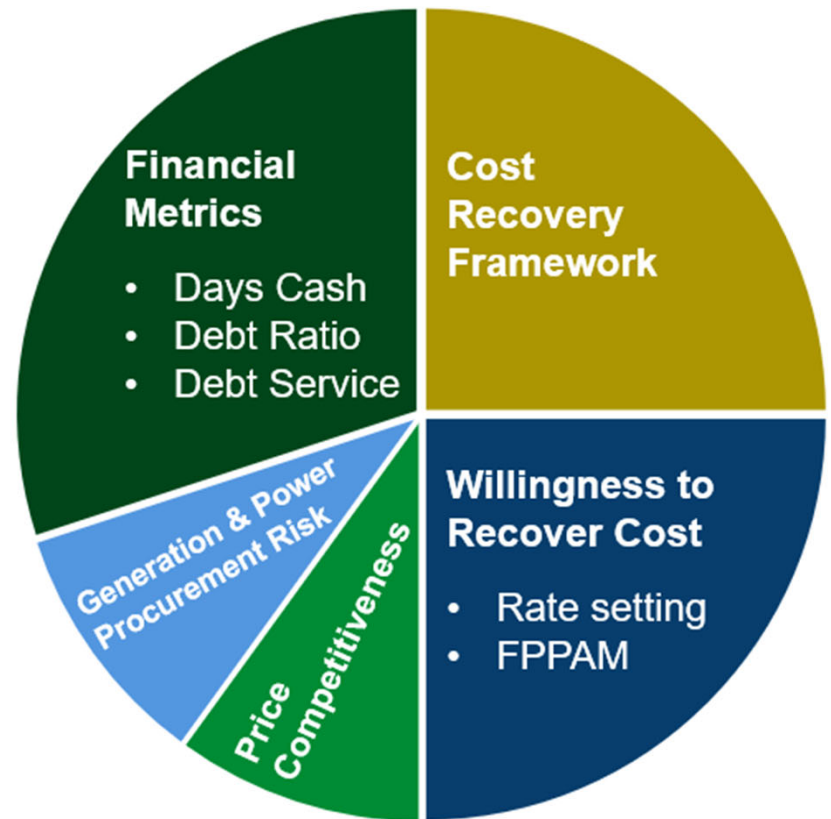 Financial
Metrics
• Days Cash
• Debt Ratio
• Debt Service
Cost
Recovery
Framework
Generation & Power
Procurement Risk
Price
Competitiveness
Willingness to
Recover Cost
• Rate setting
• FPPAM